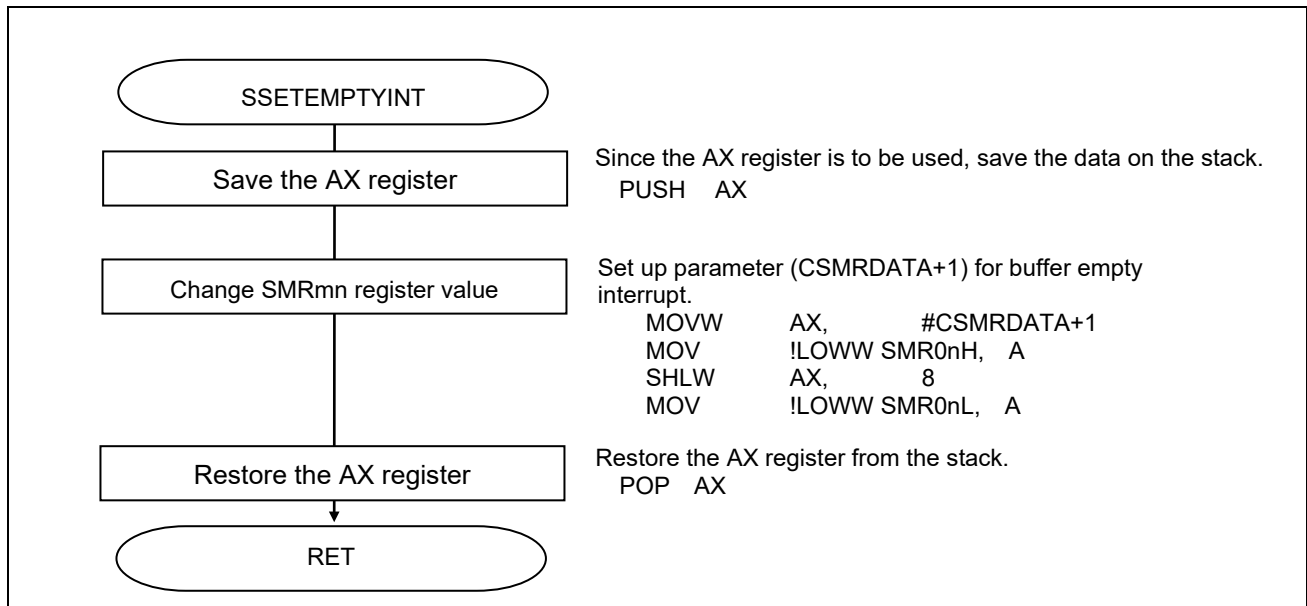 SSETEMPTYINT
Save the AX register
Since the AX register is to be used, save the data on the stack.
PUSH AX
Change SMRmn register value
Set up parameter (CSMRDATA+1) for buffer empty
interrupt.
MOVW AX, #CSMRDATA+1
MOV !LOWW SMR0nH, A
SHLW AX, 8
MOV !LOWW SMR0nL, A
Restore the AX register
Restore the AX register from the stack.
POP AX
RET